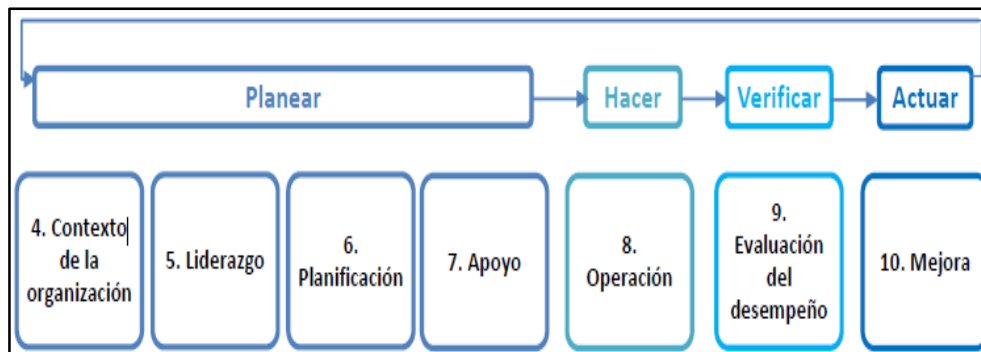 Planear
Hacer
Verificar
Actuar
4. Contexto
de la
organización
5. Liderazgo
6.
Planificación
7. Apoyo
8.
Operación
9.
Evaluación
del
desempeño
10. Mejora